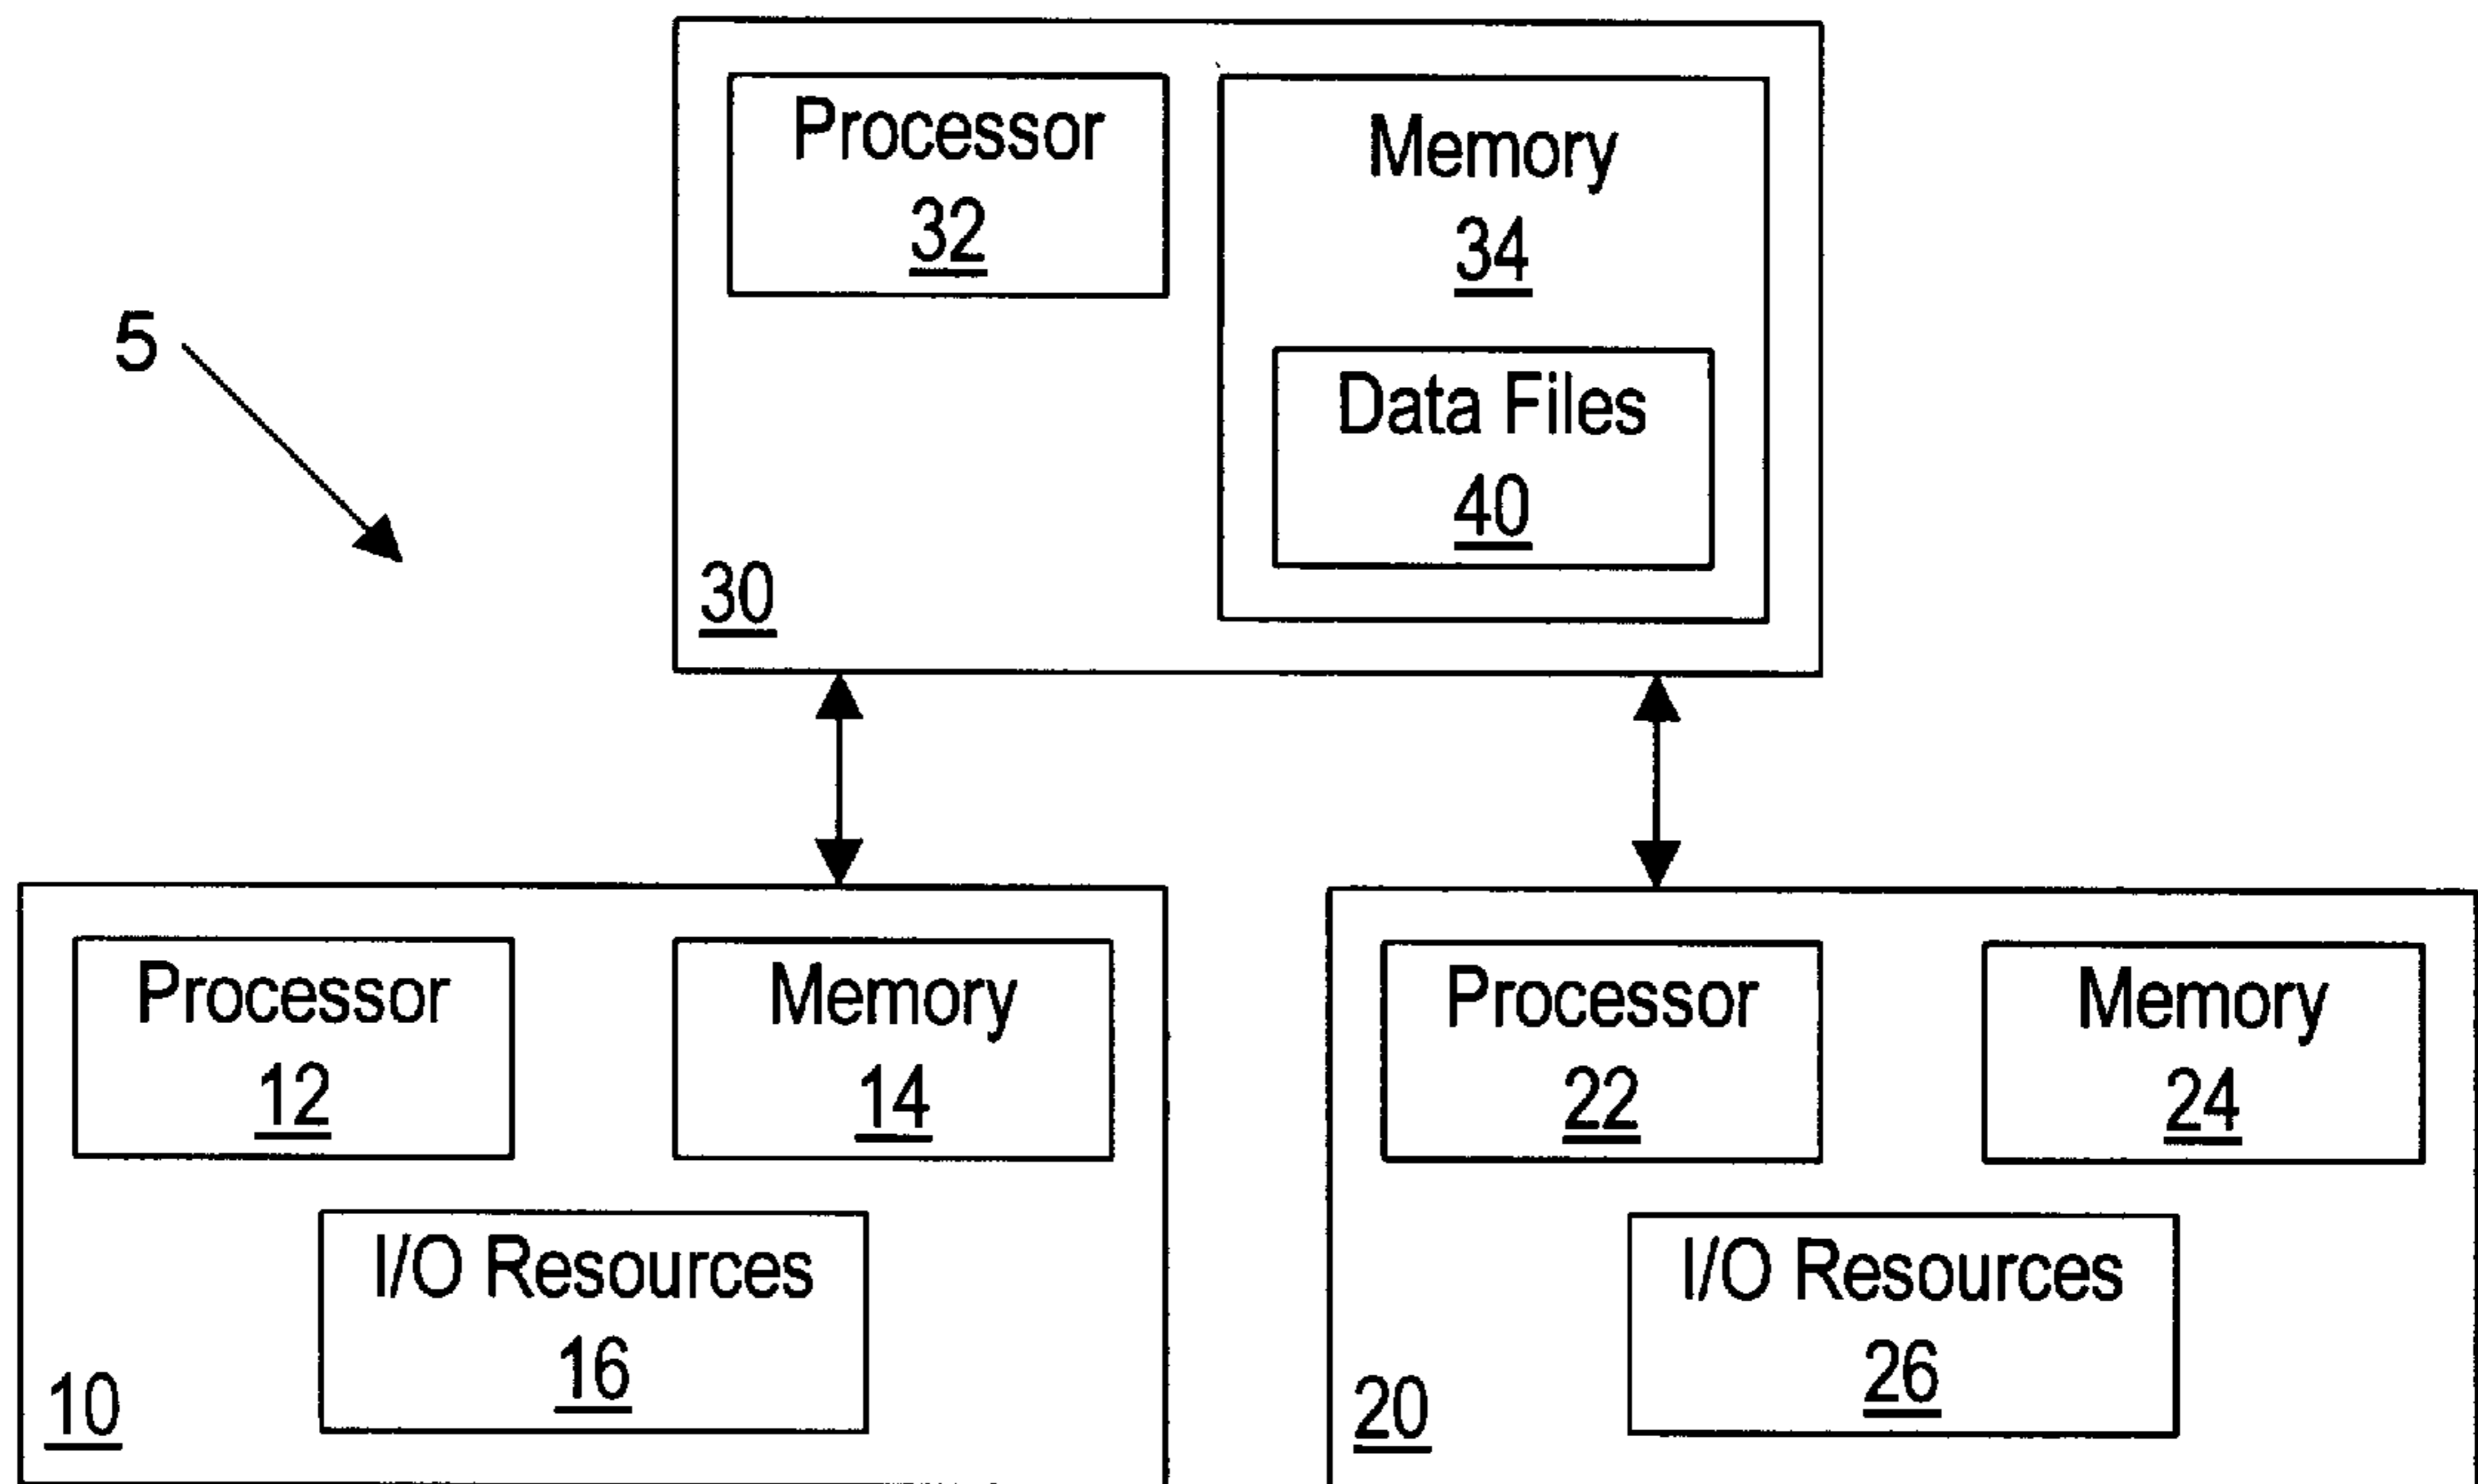 Processor
32
Memory
34
5
Data Files
40
30
Processor
12
Memory
14
I/O Resources
16
10
Processor
22
Memory
24
I/O Resources
26
20